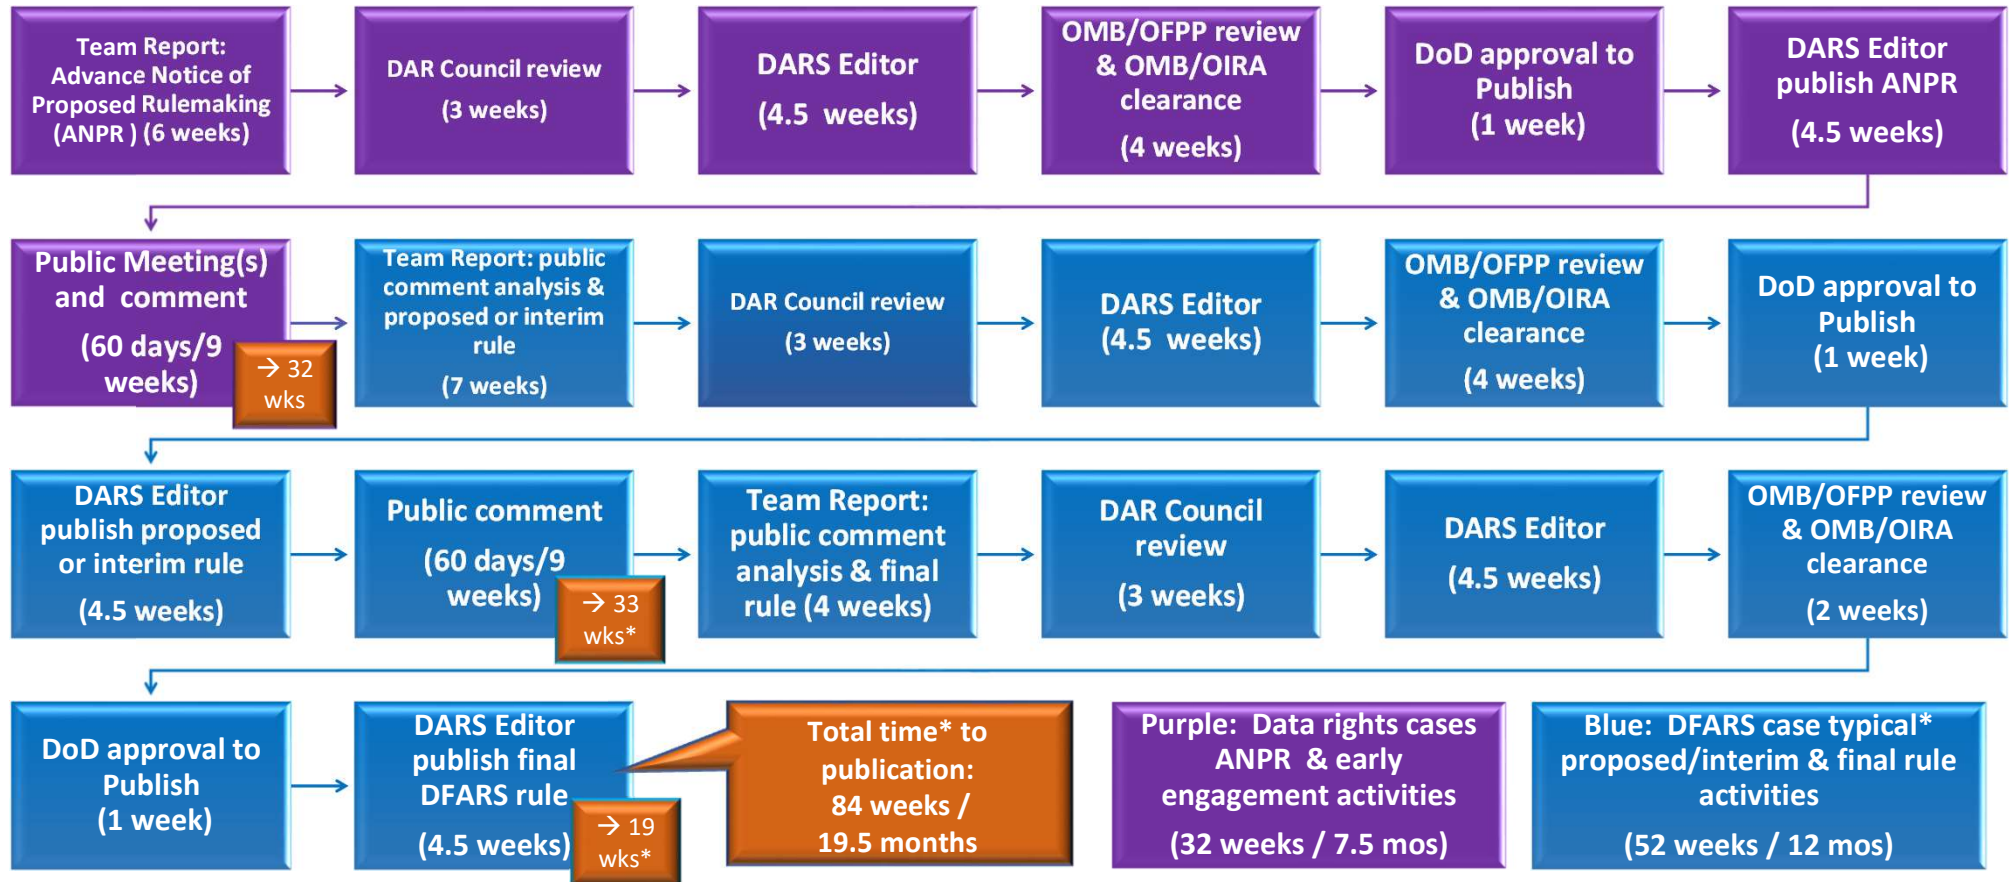 Team Report:
Advance Notice of
Proposed Rulemaking
(ANPR ) (6 weeks)
DAR Council review
(3 weeks)
DARS Editor
(4.5 weeks)
OMB/OFPP review
& OMB/OIRA
clearance
(4 weeks)
DoD approval to
Publish
(1 week)
DARS Editor
publish ANPR
(4.5 weeks)
Public Meeting(s)
and comment
(60 days/9
weeks)
→ 32
wks
Team Report: public
comment analysis &
proposed or interim
rule
(7 weeks)
DAR Council review
(3 weeks)
DARS Editor
(4.5 weeks)
OMB/OFPP review
& OMB/OIRA
clearance
(4 weeks)
DoD approval to
Publish
(1 week)
DARS Editor
publish proposed
or interim rule
(4.5 weeks)
Public comment
(60 days/9
weeks)
→ 33
wks*
Team Report:
public comment
analysis & final
rule (4 weeks)
DAR Council
review
(3 weeks)
DARS Editor
(4.5 weeks)
OMB/OFPP review
& OMB/OIRA
clearance
(2 weeks)
DoD approval to
Publish
(1 week)
DARS Editor
publish final
DFARS rule
(4.5 weeks)
→ 19
wks*
Total time* to
publication:
84 weeks /
19.5 months
Purple: Data rights cases
ANPR & early
engagement activities
(32 weeks / 7.5 mos)
Blue: DFARS case typical*
proposed/interim & final rule
activities
(52 weeks / 12 mos)